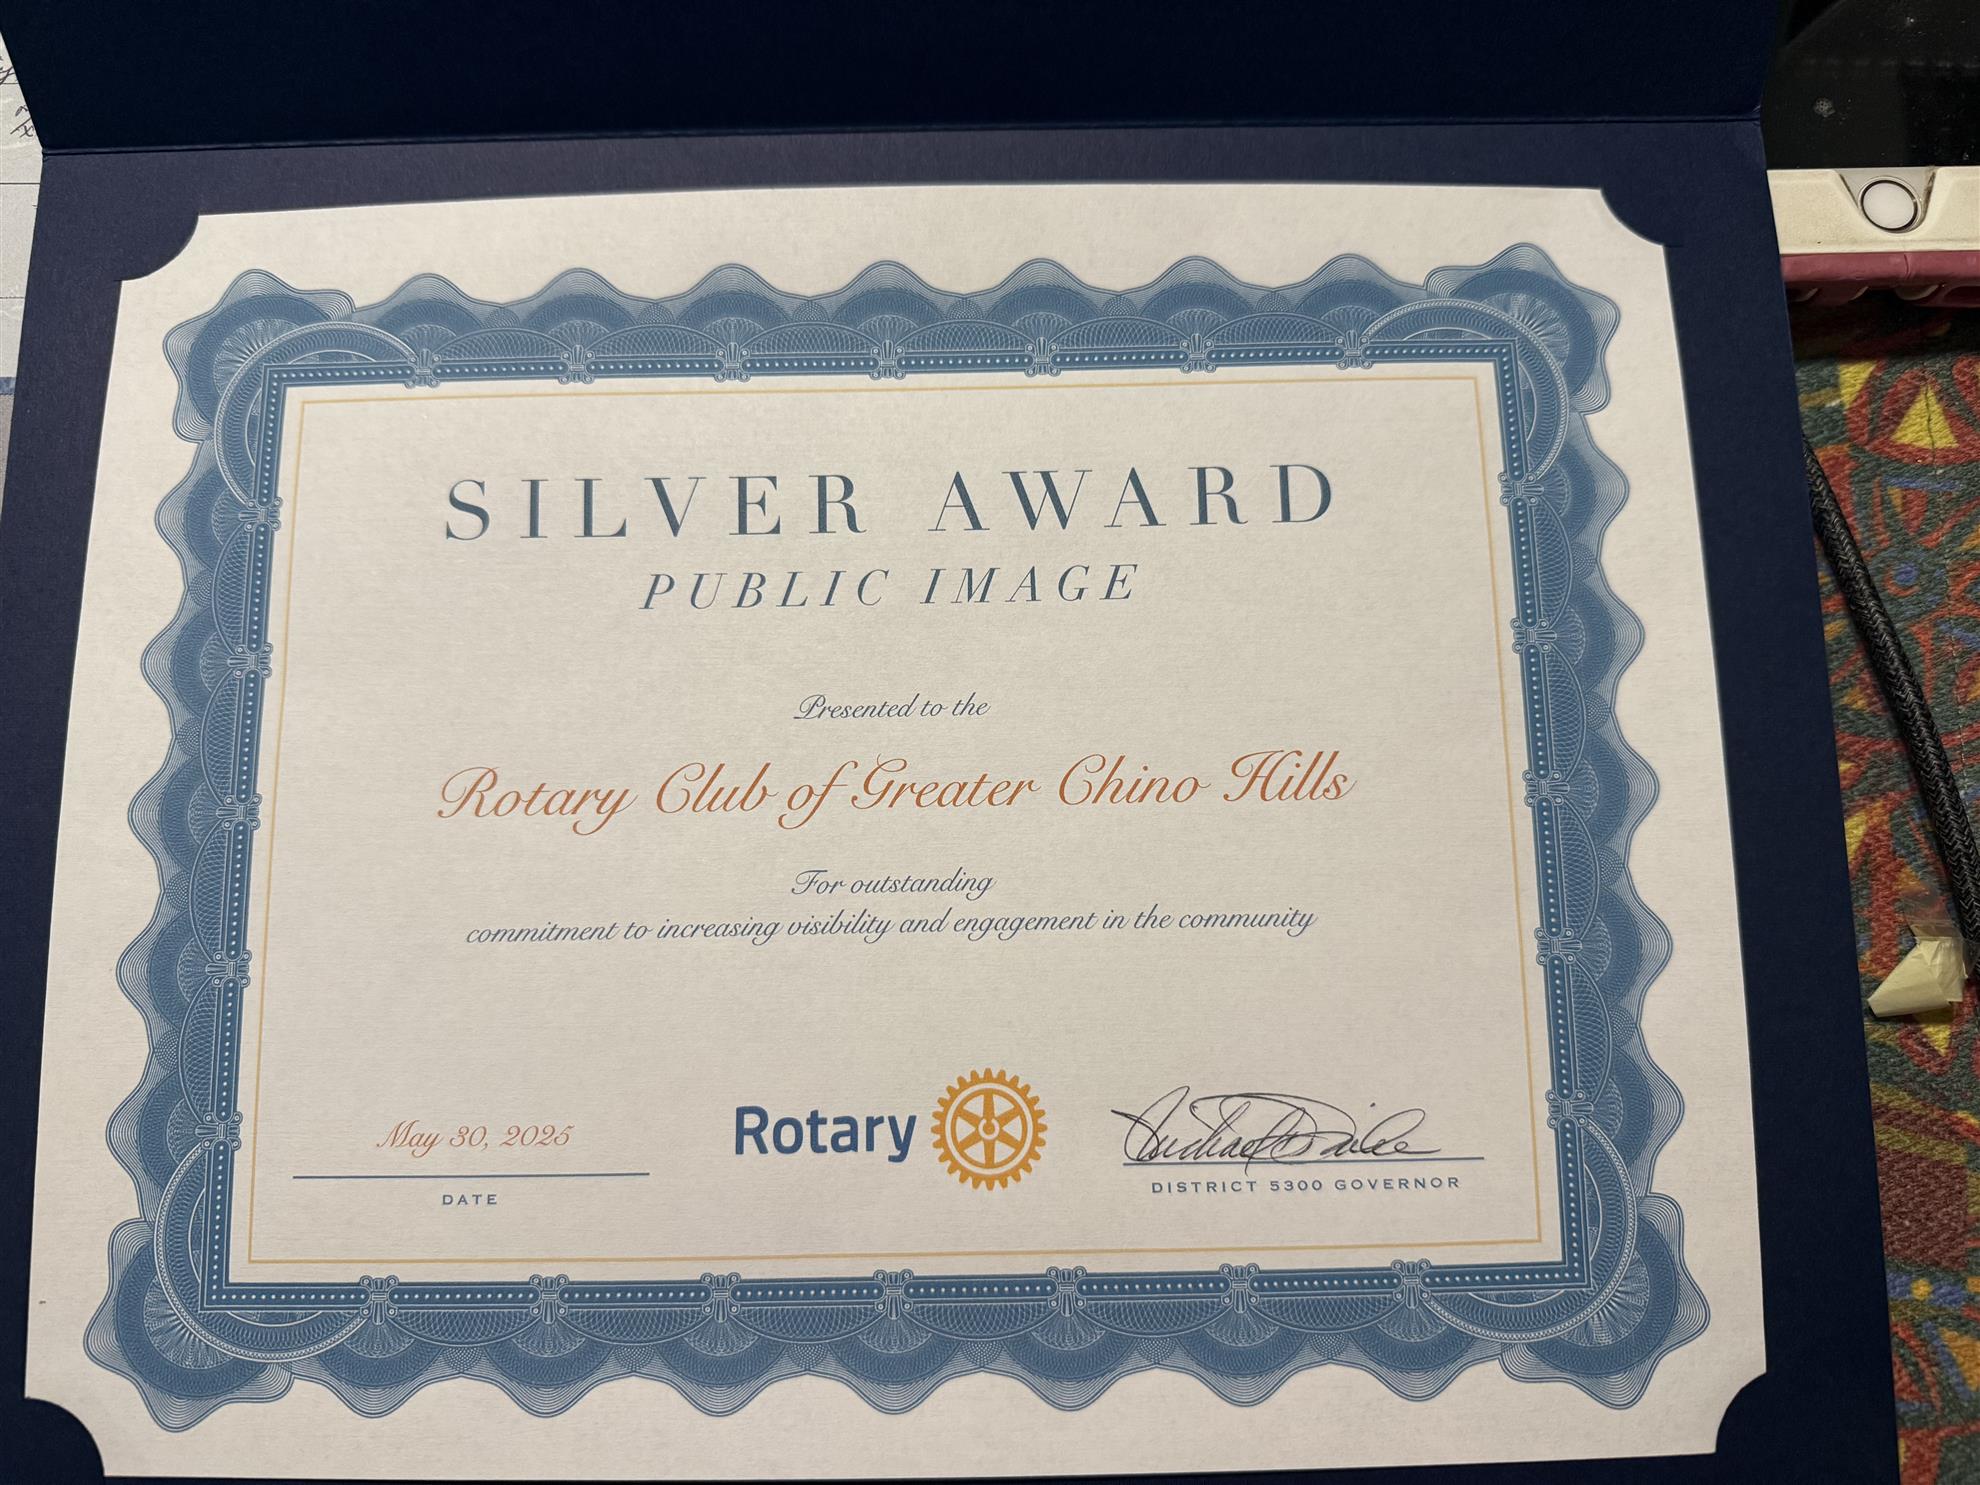 SILVER AWARD
PUBLIC IMAGE
Presented to the
Rotary Club of Greater Chino Hills
For outstanding
commitment to increasing visibility and engagement in the community
May 30, 2025
DATE
Rotary
DISTRICT 5300 GOVERNOR